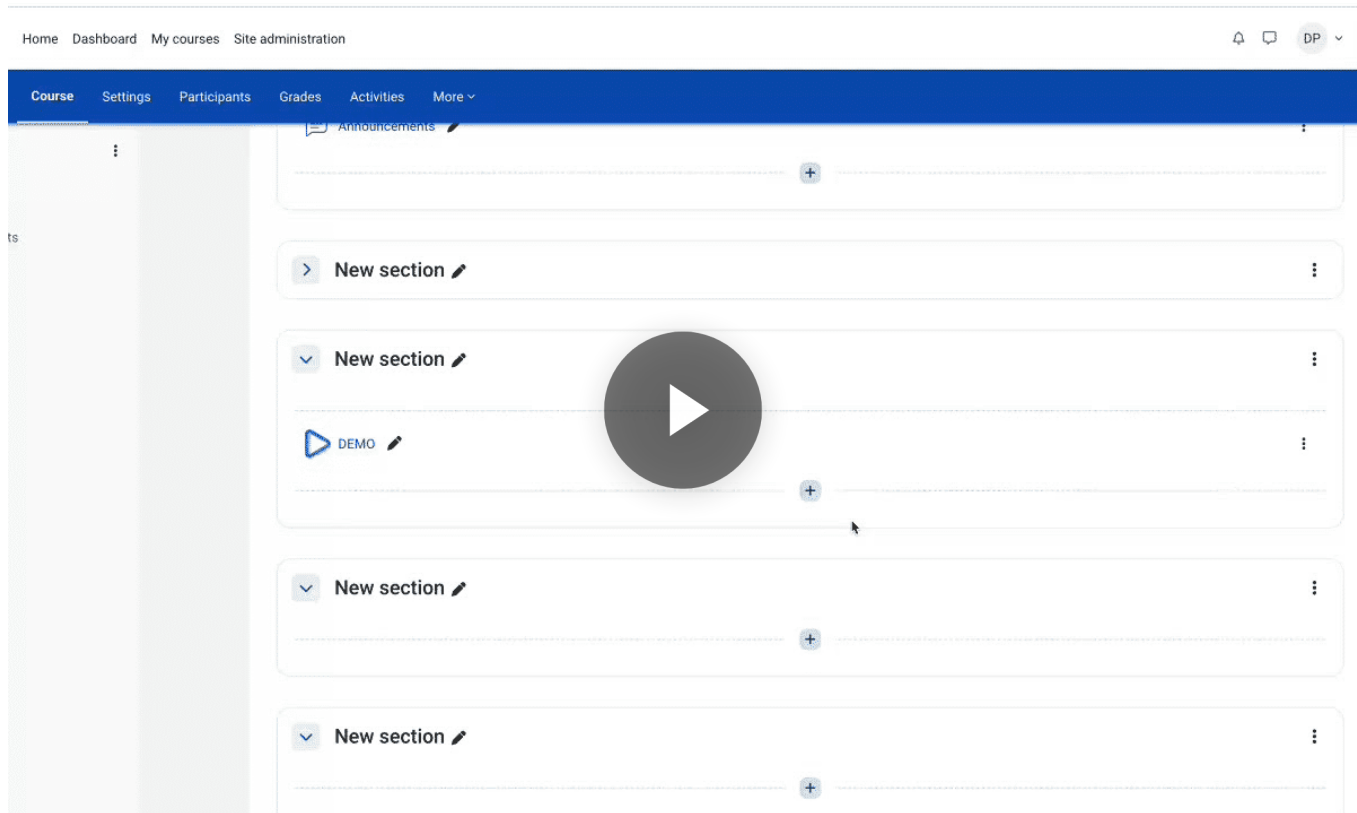 Home Dashboard My courses Site administration DP
Course Settings Participants Grades Activities More
Announcements
ts
New section
New section
DEMO
New section
New section